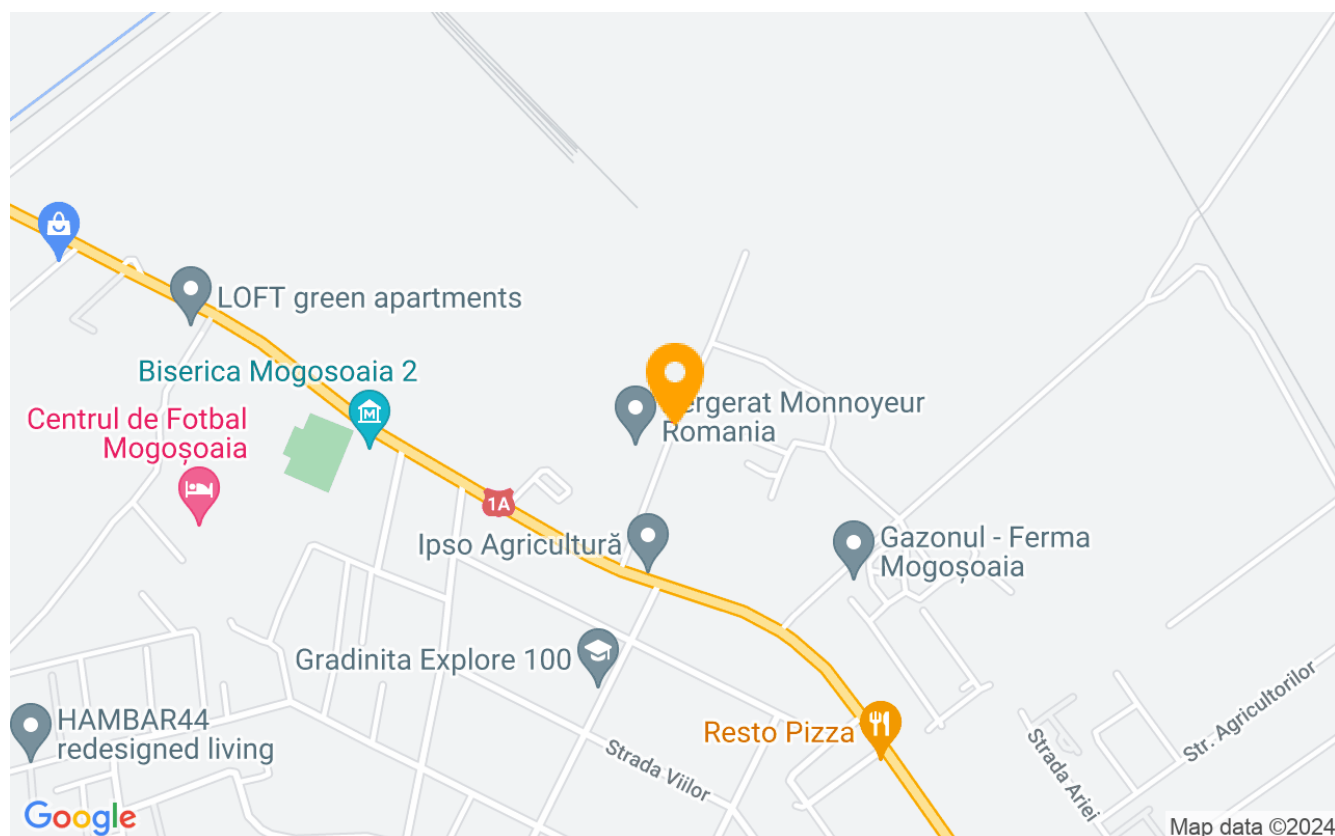 LOFT green apartments
Biserica Mogosoaia 2
Centrul de Fotbal
Mogoșoaia
Monnoyeur
Romania
1A
Ipso Agricultură
Gazonul - Ferma
Mogoșoaia
Gradinita Explore 100
HAMBAR44
redesigned living
Resto Pizza
Strada Viilor
Strada Ariei
Str. Agricultorilor
Google
Map data ©2024